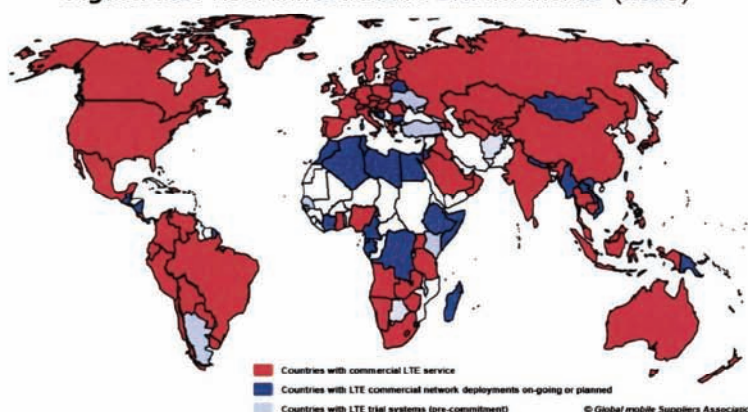 Countries with commercial LTE service
Countries with LTE commercial network deployments on-going or planned
Countries with LTE trial systems (pre-commitment)
© Global mobile Suppliers Associati